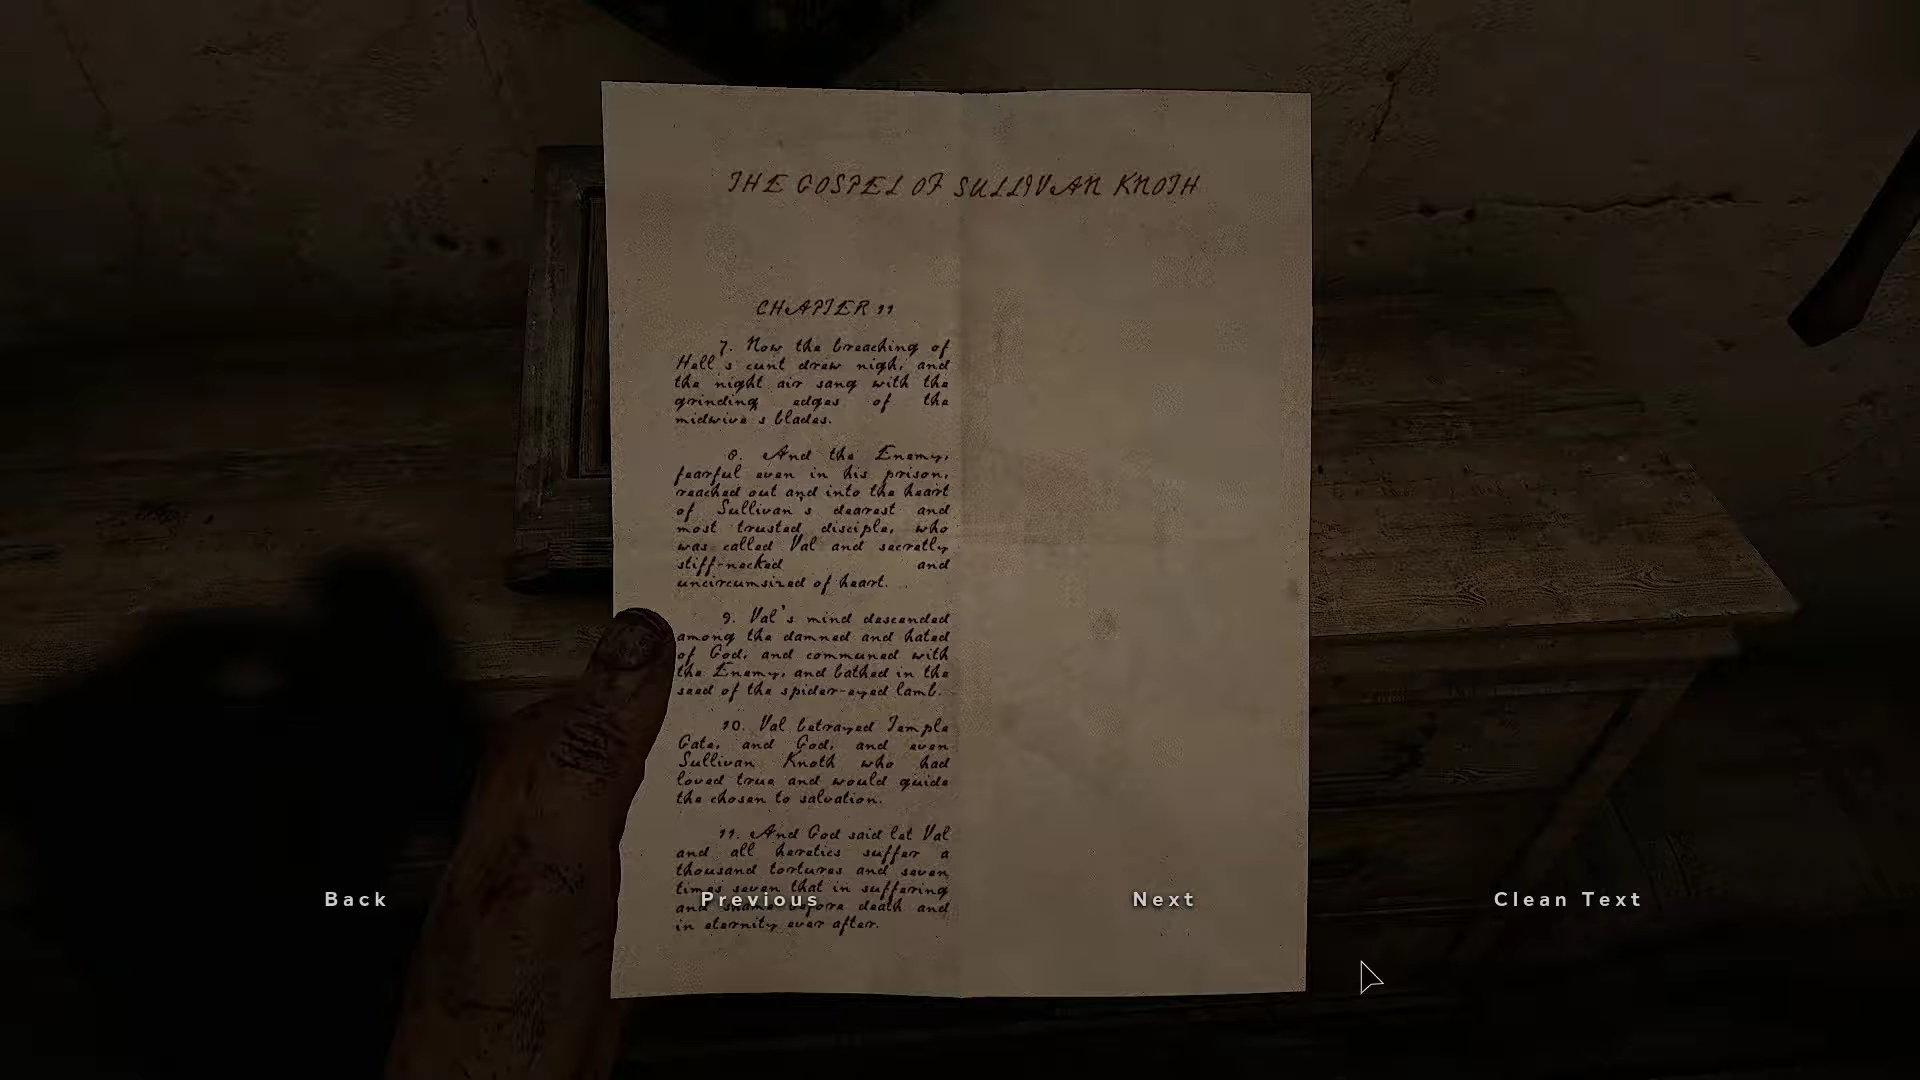 THE GOSPEL OF SULLIVAN KNOTH
CHAPTER 11
7. Now the breaching of
Hell s cunt drew nigh, and
the night air sang with the
grinding edges of the
midwive s blades.
8. And the Enemy,
fearful even in his prison,
reached out and into the heart
of Sullivan s dearest and
most trusted disciple, who
was called Val and secretly
stiff-necked and
uncircumsized of heart.
9. Val's mind descended
among the damned and hated
of God, and communed with
the Enemy, and bathed in the
seed of the spider-eyed lamb.
10. Val betrayed Temple
Gate, and God, and even
Sullivan Knoth who had
loved true and would guide
the chosen to salvation.
11. And God said let Val
and all heretics suffer a
thousand tortures and seven
times seven that in suffering
and shame before death and
in eternity ever after.
Back
Previous
Next
Clean Text